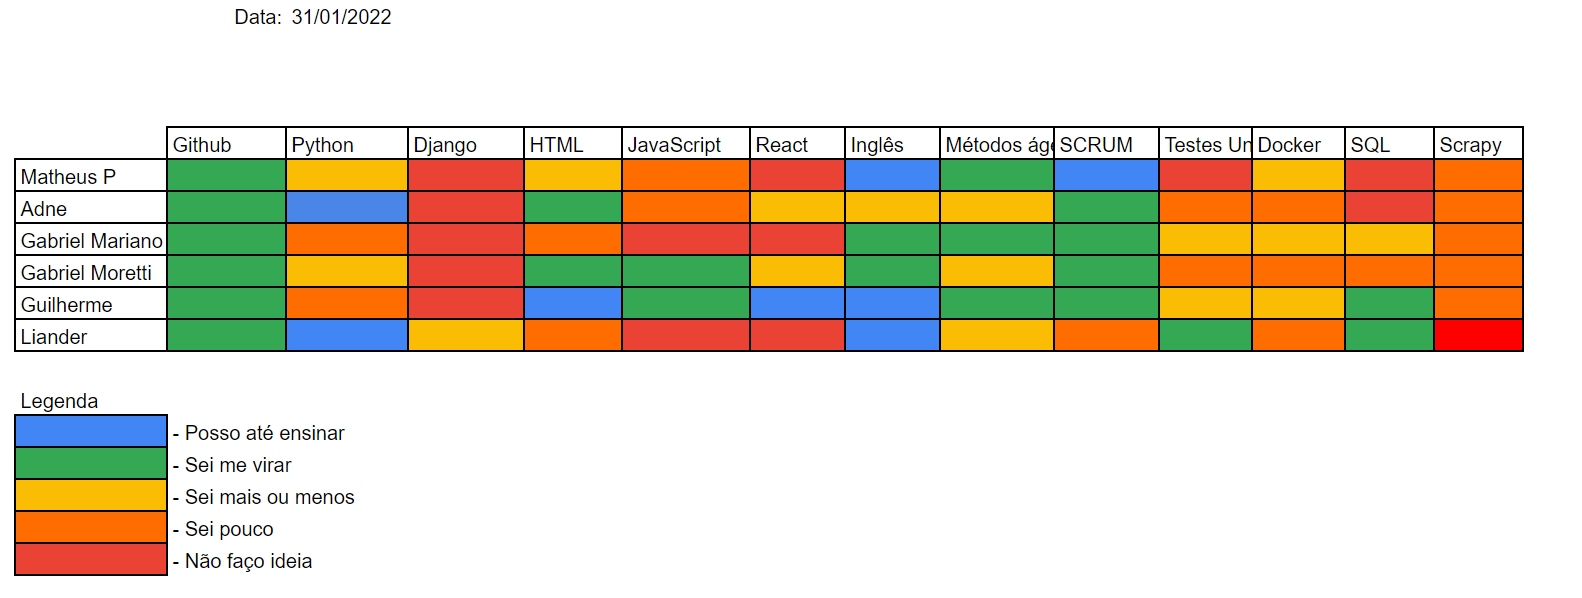 Data: 31/01/2022
Github Python Django HTML JavaScript React Inglês Métodos áge SCRUM Testes Un Docker SQL Scrapy
Matheus P
Adne
Gabriel Mariano
Gabriel Moretti
Guilherme
Liander
Legenda
- Posso até ensinar
- Sei me virar
- Sei mais ou menos
- Sei pouco
- Não faço ideia